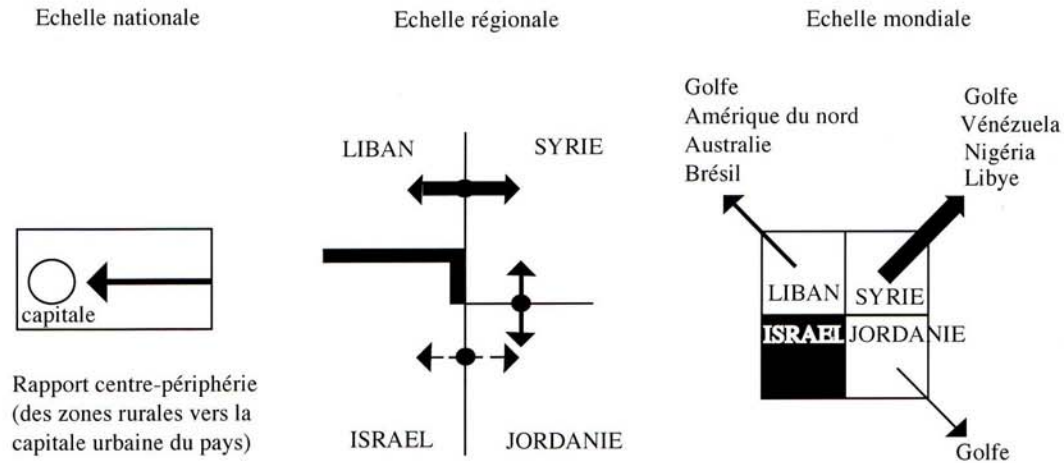 Echelle nationale
capitale
Rapport centre-périphérie
(des zones rurales vers la
capitale urbaine du pays)
Echelle régionale
LIBAN
SYRIE
ISRAEL
JORDANIE
Echelle mondiale
Golfe
Amérique du nord
Australie
Brésil
Golfe
Vénézuela
Nigéria
Libye
LIBAN
SYRIE
ISRAEL
JORDANIE
Golfe